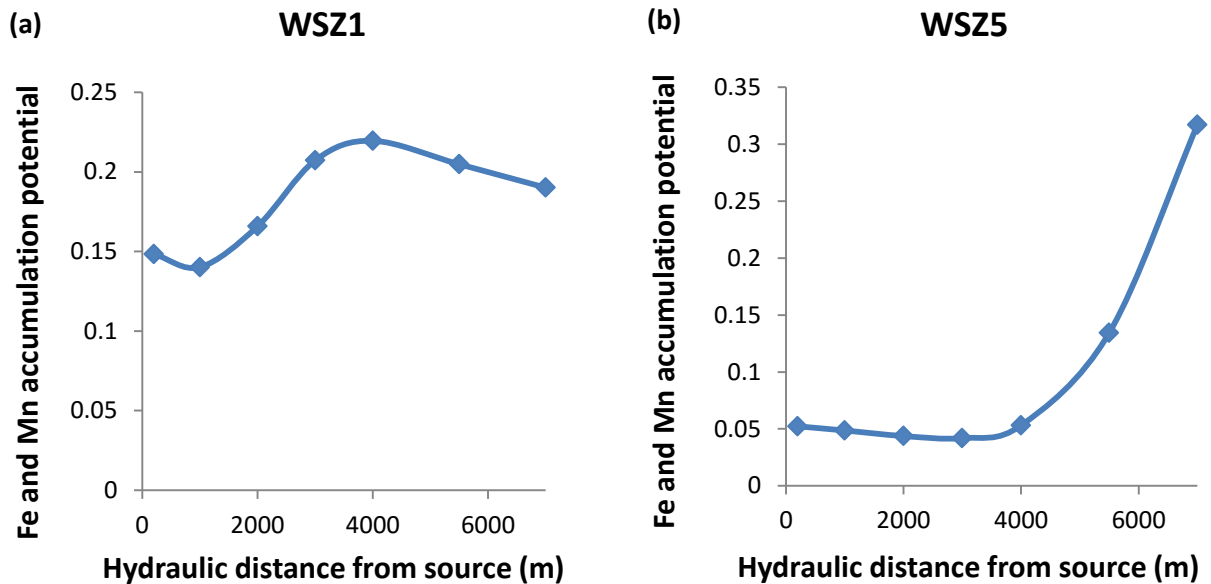 (a)
WSZ1
Fe and Mn accumulation potential
0.25
0.2
0.15
0.1
0.05
0
0 2000 4000 6000
Hydraulic distance from source (m)
(b)
WSZ5
Fe and Mn accumulation potential
0.35
0.3
0.25
0.2
0.15
0.1
0.05
0
0 2000 4000 6000
Hydraulic distance from source (m)